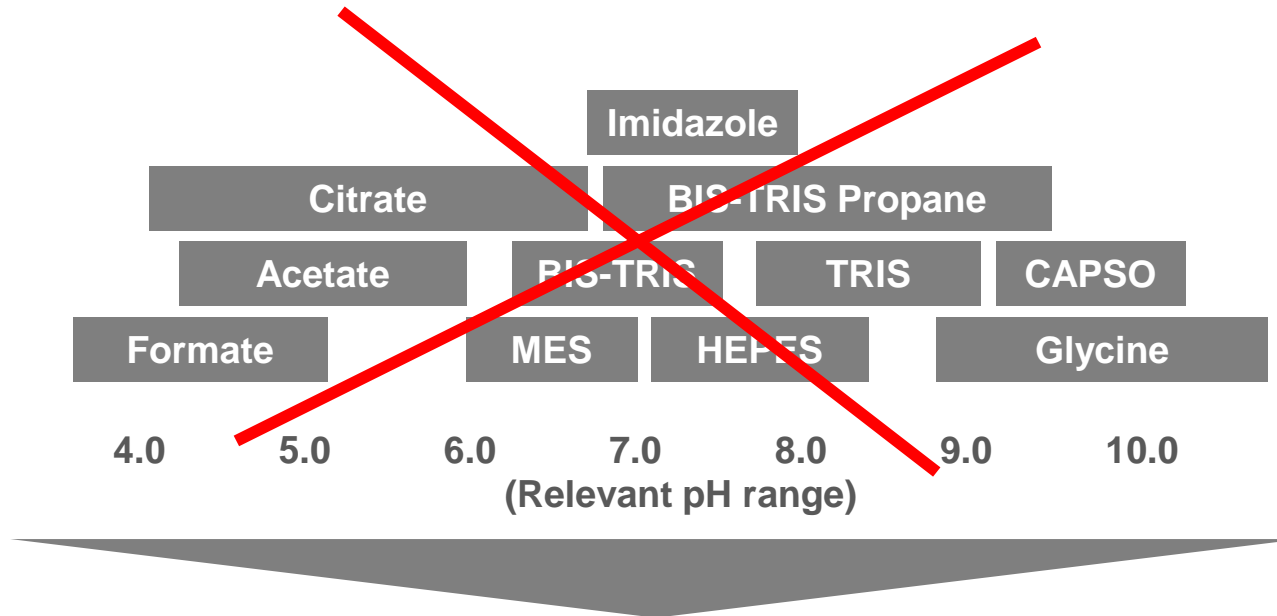 Imidazole
Citrate BIS-TRIS Propane
Acetate BIS-TRIS TRIS CAPSO
Formate MES HEPES Glycine
4.0 5.0 6.0 7.0 8.0 9.0 10.0
(Relevant pH range)